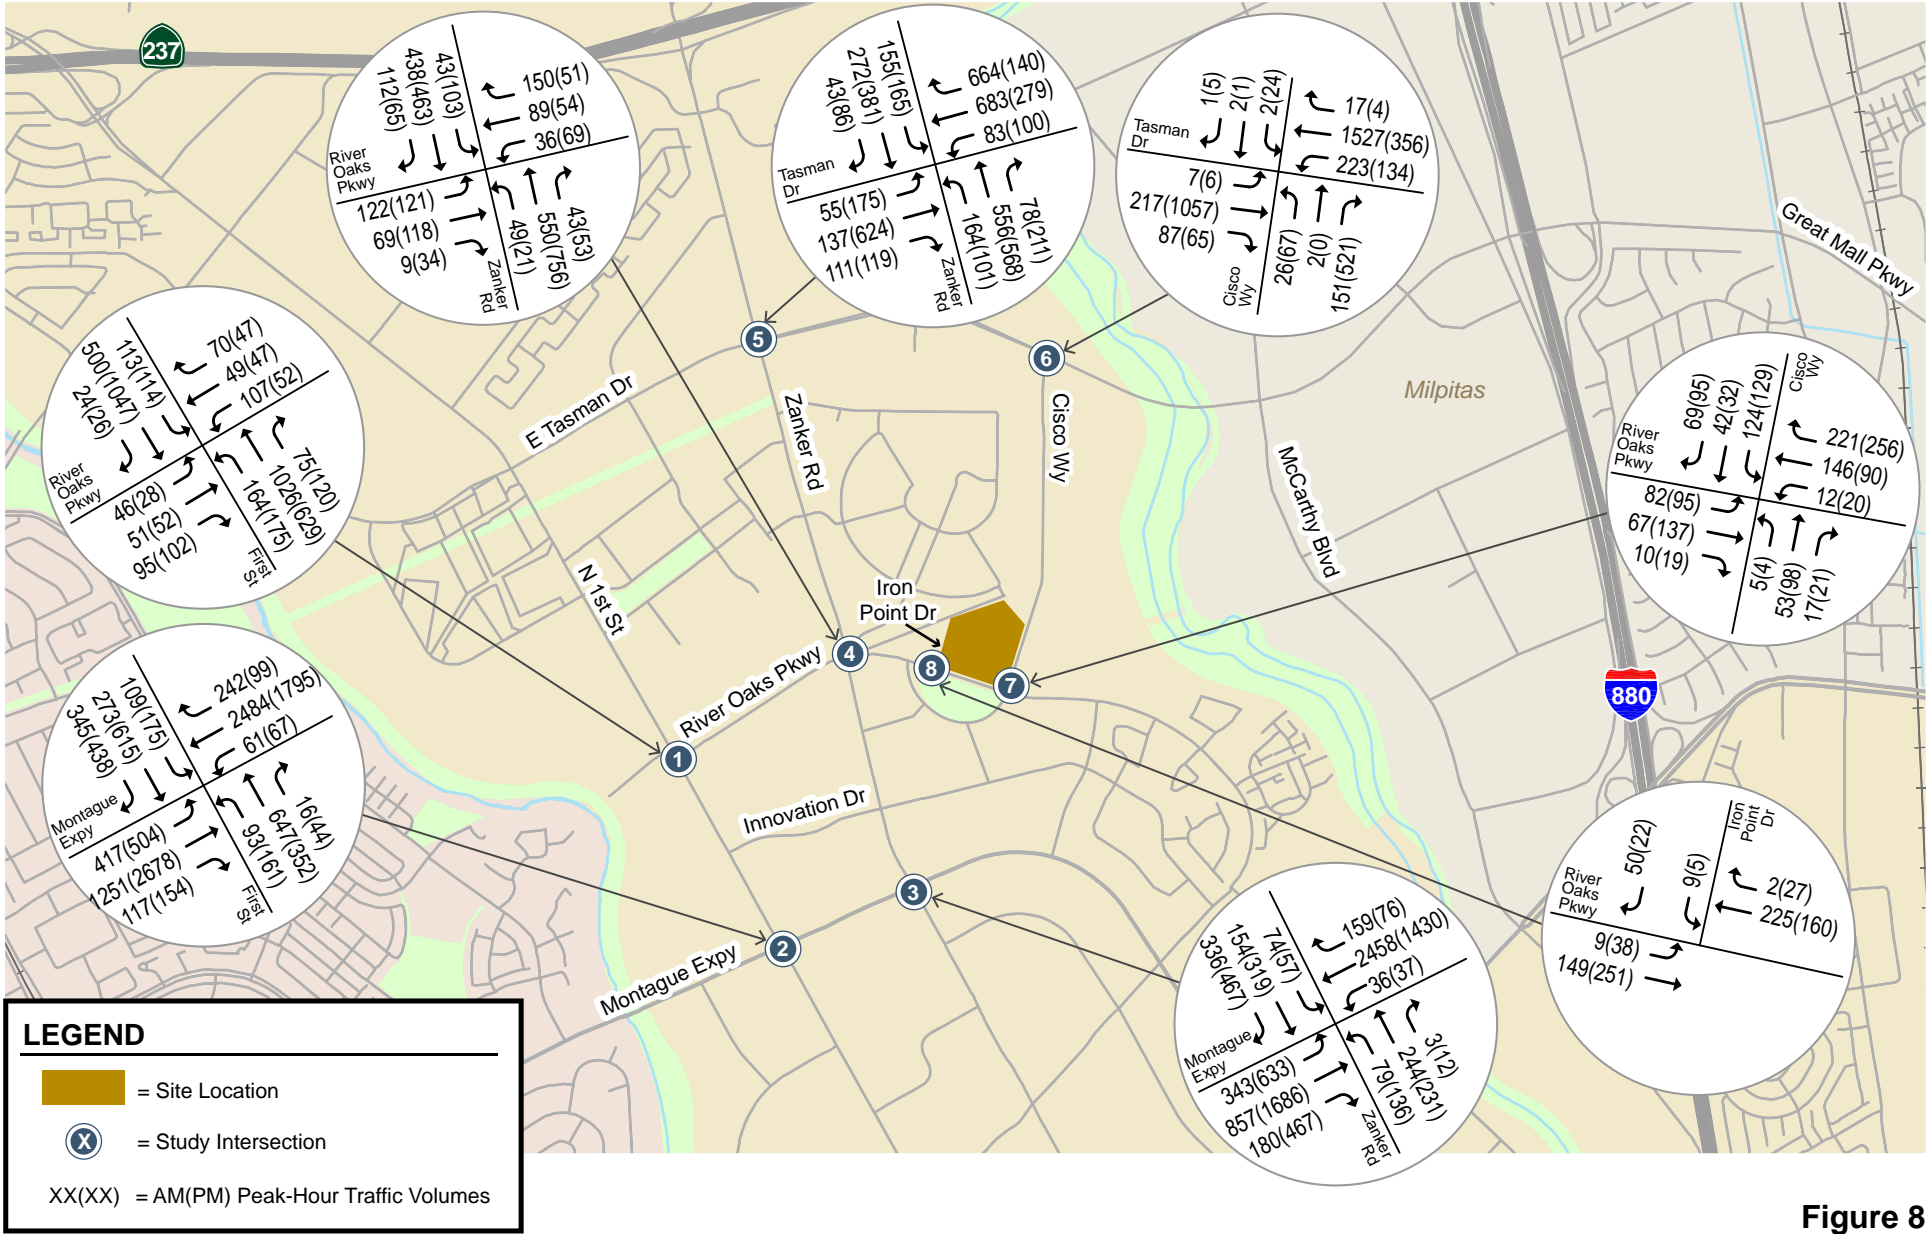 237
43(103)
438(463)
112(65)
150(51)
89(54)
36(69)
River
Oaks
Pkwy
122(121)
69(118)
9(34)
49(21)
550(756)
43(53)
Zanker
Rd
155(165)
272(381)
43(86)
664(140)
683(279)
83(100)
Tasman
Dr
55(175)
137(624)
111(119)
164(101)
556(568)
78(211)
Zanker
Rd
1(5)
2(1)
2(24)
17(4)
1527(356)
223(134)
Tasman
Dr
7(6)
217(1057)
87(65)
26(67)
2(0)
151(521)
Cisco
Wy
Great Mall Pkwy
113(114)
500(1047)
24(26)
70(47)
49(47)
107(52)
River
Oaks
Pkwy
46(28)
51(52)
95(102)
164(175)
1026(629)
75(120)
First
St
5
6
E Tasman Dr
Zanker Rd
Cisco Wy
Milpitas
McCarthy Blvd
69(95)
42(32)
124(129)
Cisco
Wy
221(256)
146(90)
12(20)
River
Oaks
Pkwy
82(95)
67(137)
10(19)
5(4)
53(98)
17(21)
N 1st St
Iron
Point Dr
4
8
7
River Oaks Pkwy
1
880
109(175)
273(615)
345(438)
242(99)
2484(1795)
61(67)
Montague
Expy
417(504)
1251(2678)
117(154)
93(161)
647(352)
16(44)
First
St
Innovation Dr
3
2
Montague Expy
50(22)
9(5)
Iron
Point
Dr
2(27)
225(160)
River
Oaks
Pkwy
9(38)
149(251)
74(57)
154(319)
336(467)
159(76)
2458(1430)
36(37)
Montague
Expy
343(633)
857(1686)
180(467)
79(136)
244(231)
3(12)
Zanker
Rd
LEGEND
= Site Location
X = Study Intersection
XX(XX) = AM(PM) Peak-Hour Traffic Volumes
Figure 8